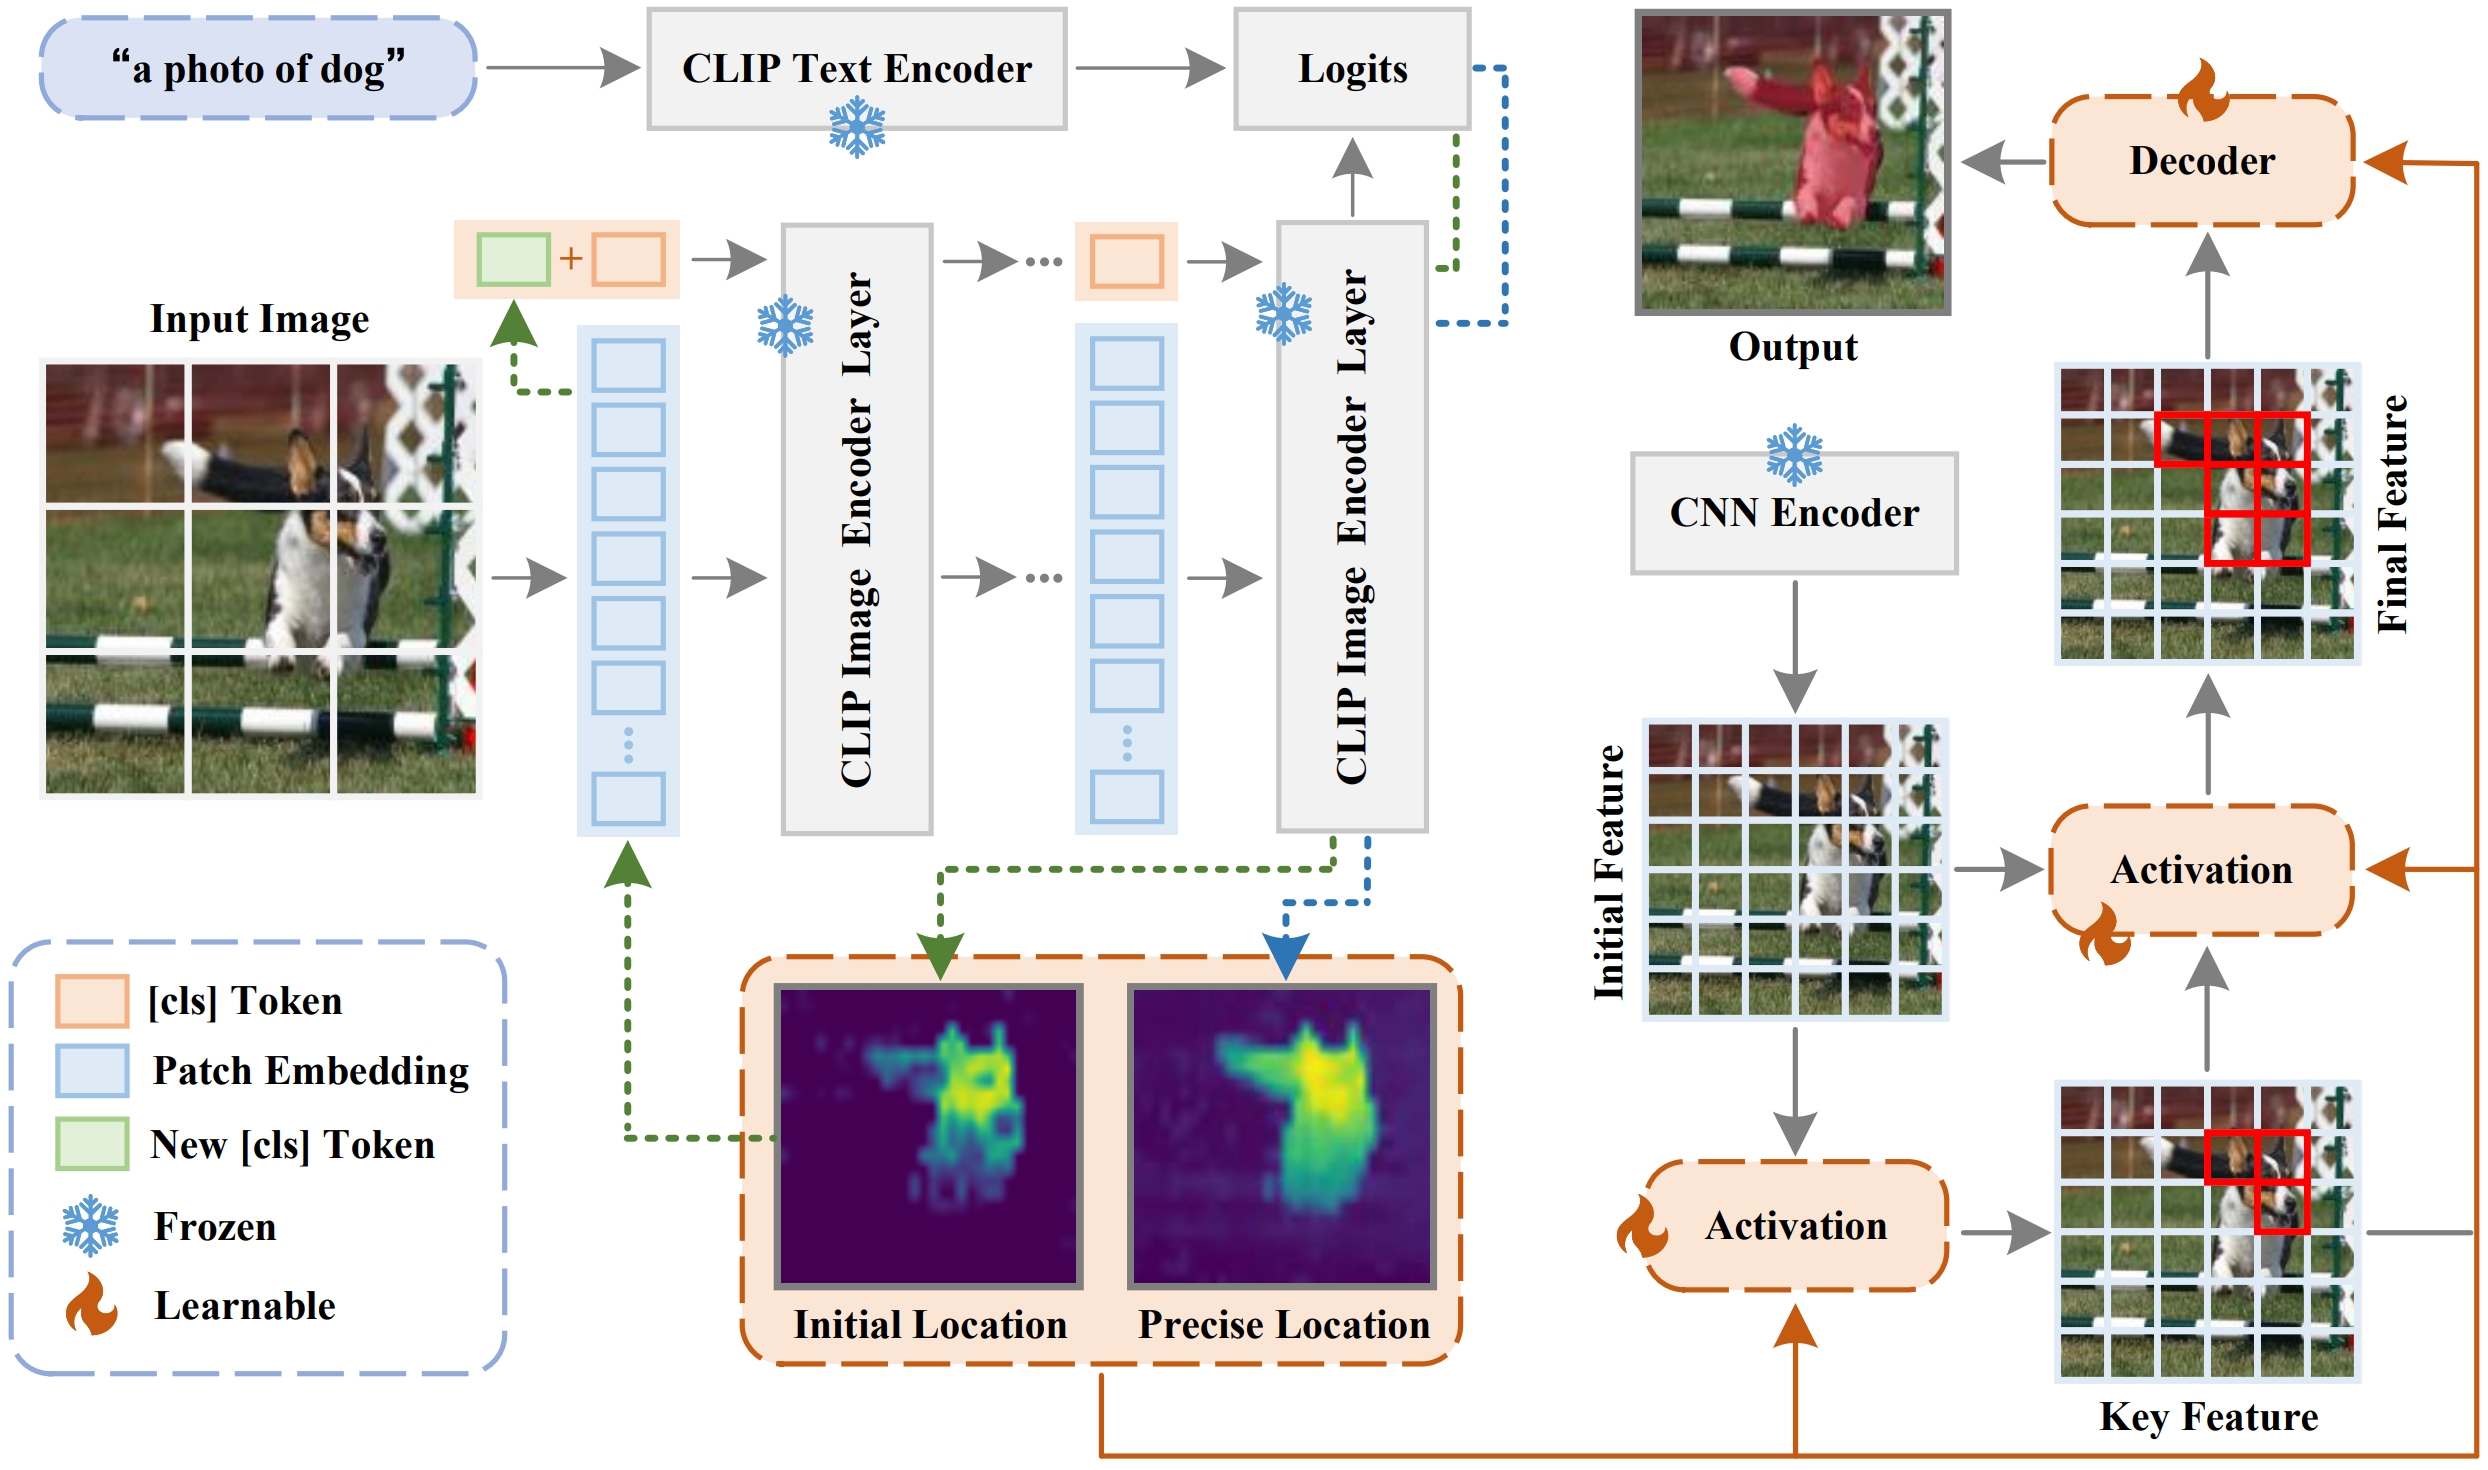 “a photo of dog”
CLIP Text Encoder
Logits
Decoder
Input Image
+
CLIP Image Encoder Layer
CLIP Image Encoder Layer
Output
CNN Encoder
Final Feature
Initial Feature
Activation
[cls] Token
Patch Embedding
New [cls] Token
Frozen
Learnable
Initial Location
Precise Location
Activation
Key Feature